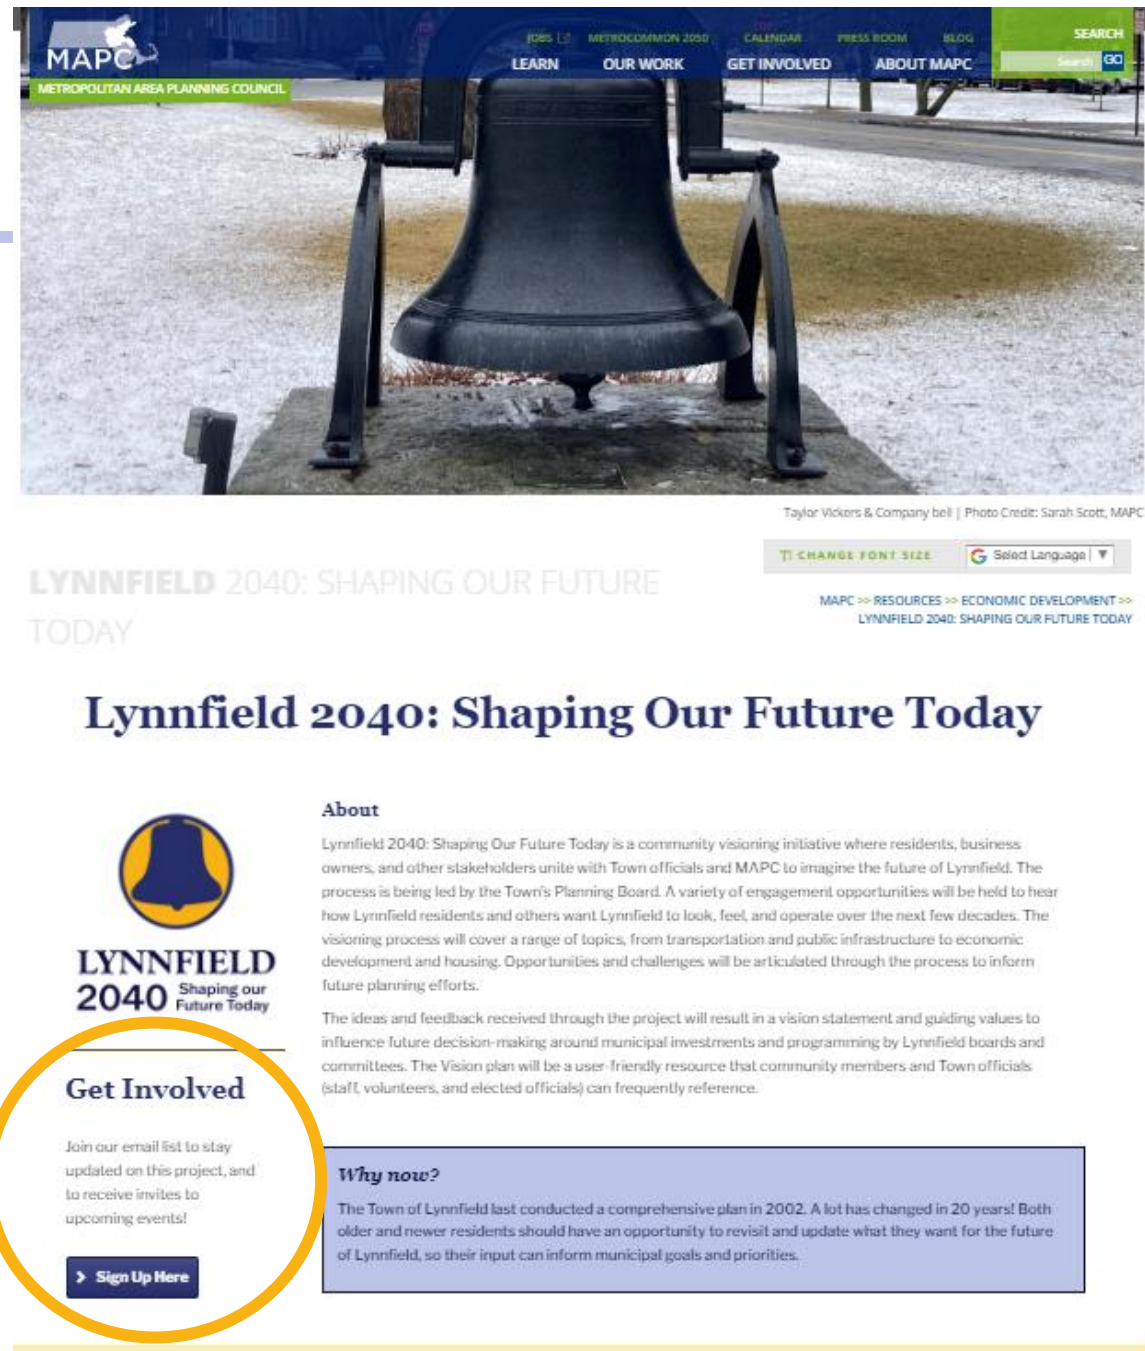 MAPC
METROPOLITAN AREA PLANNING COUNCIL
JOBS METROCOMMON 2050 CALENDAR PRESS ROOM BLOG
LEARN OUR WORK GET INVOLVED ABOUT MAPC
SEARCH
Search GO
Taylor Vickers & Company bell | Photo Credit: Sarah Scott, MAPC
CHANGE FONT SIZE
G Select Language ▼
LYNNFIELD 2040: SHAPING OUR FUTURE
TODAY
MAPC >> RESOURCES >> ECONOMIC DEVELOPMENT >>
LYNNFIELD 2040: SHAPING OUR FUTURE TODAY
Lynnfield 2040: Shaping Our Future Today
LYNNFIELD
2040 Shaping our
Future Today
Get Involved
Join our email list to stay
updated on this project, and
to receive invites to
upcoming events!
Sign Up Here
About
Lynnfield 2040: Shaping Our Future Today is a community visioning initiative where residents, business
owners, and other stakeholders unite with Town officials and MAPC to imagine the future of Lynnfield. The
process is being led by the Town's Planning Board. A variety of engagement opportunities will be held to hear
how Lynnfield residents and others want Lynnfield to look, feel, and operate over the next few decades. The
visioning process will cover a range of topics, from transportation and public infrastructure to economic
development and housing. Opportunities and challenges will be articulated through the process to inform
future planning efforts.
The ideas and feedback received through the project will result in a vision statement and guiding values to
influence future decision-making around municipal investments and programming by Lynnfield boards and
committees. The Vision plan will be a user-friendly resource that community members and Town officials
(staff, volunteers, and elected officials) can frequently reference.
Why now?
The Town of Lynnfield last conducted a comprehensive plan in 2002. A lot has changed in 20 years! Both
older and newer residents should have an opportunity to revisit and update what they want for the future
of Lynnfield, so their input can inform municipal goals and priorities.